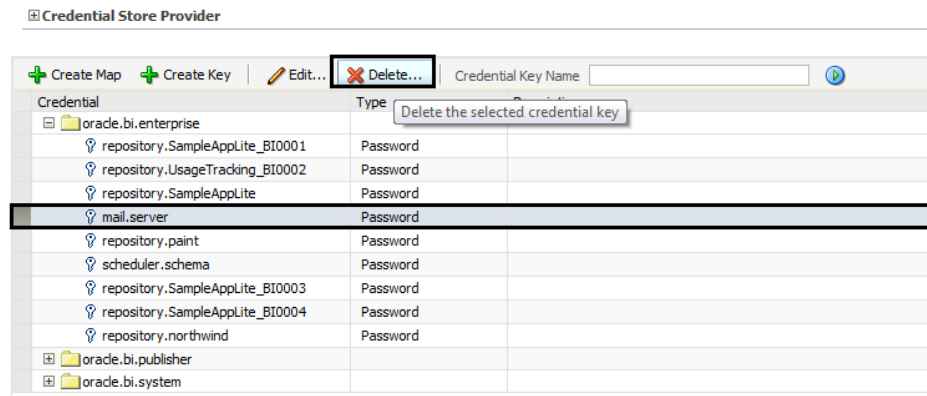 Credential Store Provider
Create Map Create Key Edit... Delete... Credential Key Name
Credential Type
Delete the selected credential key
oracle.bi.enterprise
repository.SampleAppLite_BI0001 Password
repository.UsageTracking_BI0002 Password
repository.SampleAppLite Password
mail.server Password
repository.paint Password
scheduler.schema Password
repository.SampleAppLite_BI0003 Password
repository.SampleAppLite_BI0004 Password
repository.northwind Password
oracle.bi.publisher
oracle.bi.system